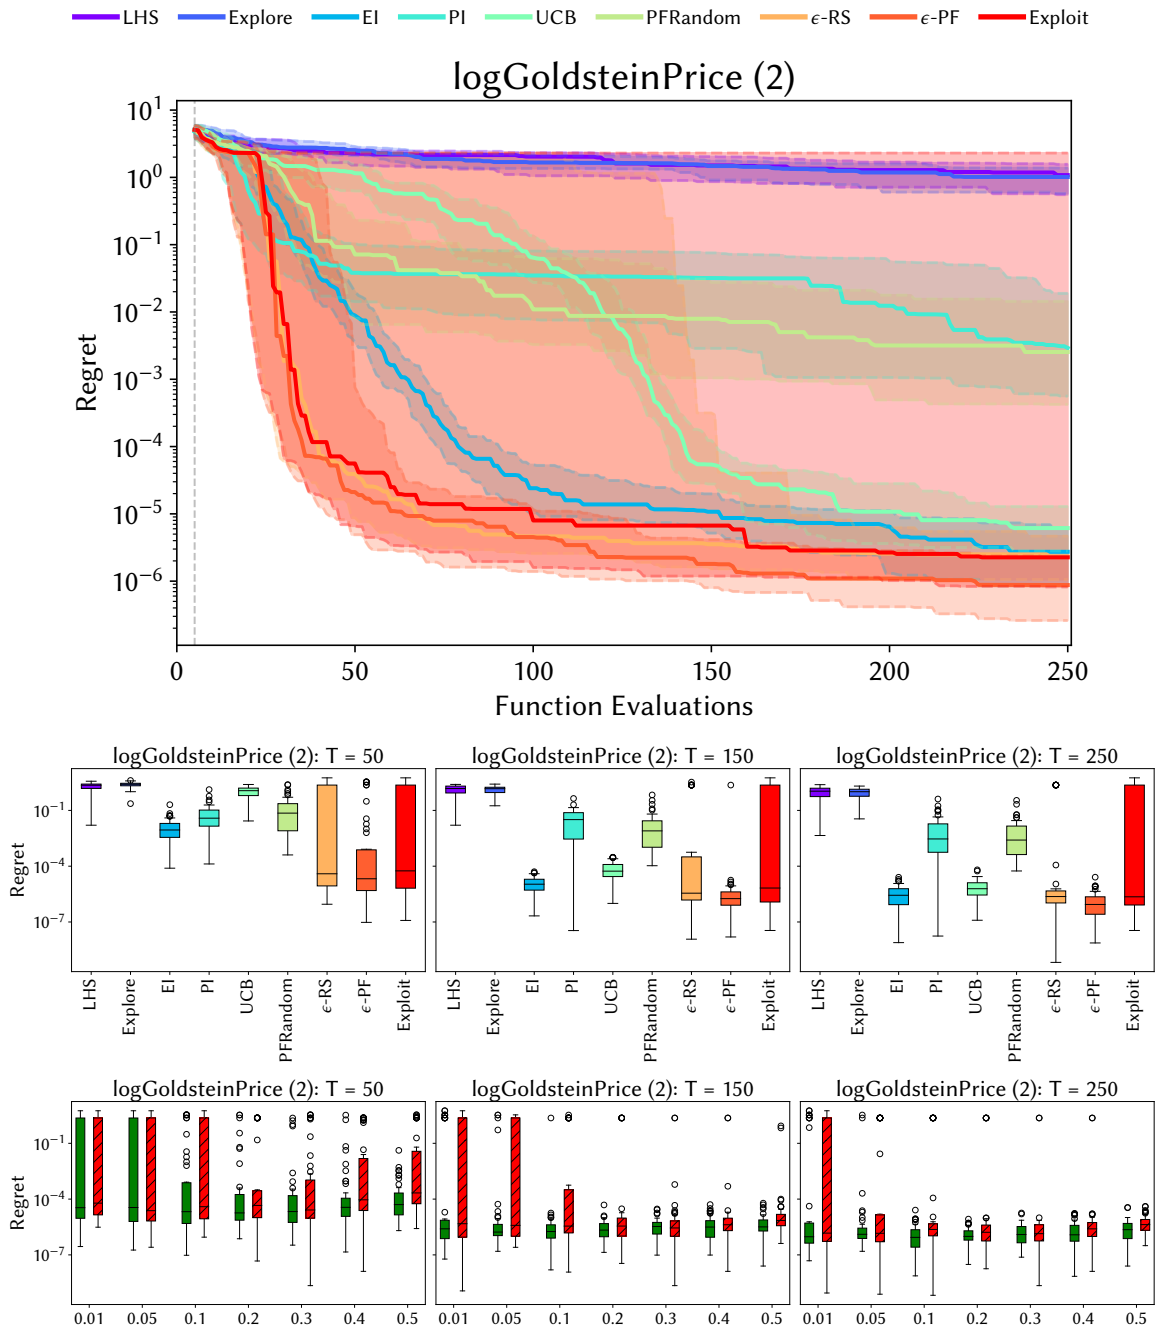 LHS Explore EI PI UCB PFRandom ϵ-RS ϵ-PF Exploit
logGoldsteinPrice (2)
10¹
10⁰
10⁻¹
10⁻²
10⁻³
10⁻⁴
10⁻⁵
10⁻⁶
Regret
0 50 100 150 200 250
Function Evaluations
logGoldsteinPrice (2): T = 50 logGoldsteinPrice (2): T = 150 logGoldsteinPrice (2): T = 250
10⁻¹
10⁻⁴
10⁻⁷
Regret
LHS Explore EI PI UCB PFRandom ϵ-RS ϵ-PF Exploit LHS Explore EI PI UCB PFRandom ϵ-RS ϵ-PF Exploit LHS Explore EI PI UCB PFRandom ϵ-RS ϵ-PF Exploit
logGoldsteinPrice (2): T = 50 logGoldsteinPrice (2): T = 150 logGoldsteinPrice (2): T = 250
10⁻¹
10⁻⁴
10⁻⁷
Regret
0.01 0.05 0.1 0.2 0.3 0.4 0.5 0.01 0.05 0.1 0.2 0.3 0.4 0.5 0.01 0.05 0.1 0.2 0.3 0.4 0.5